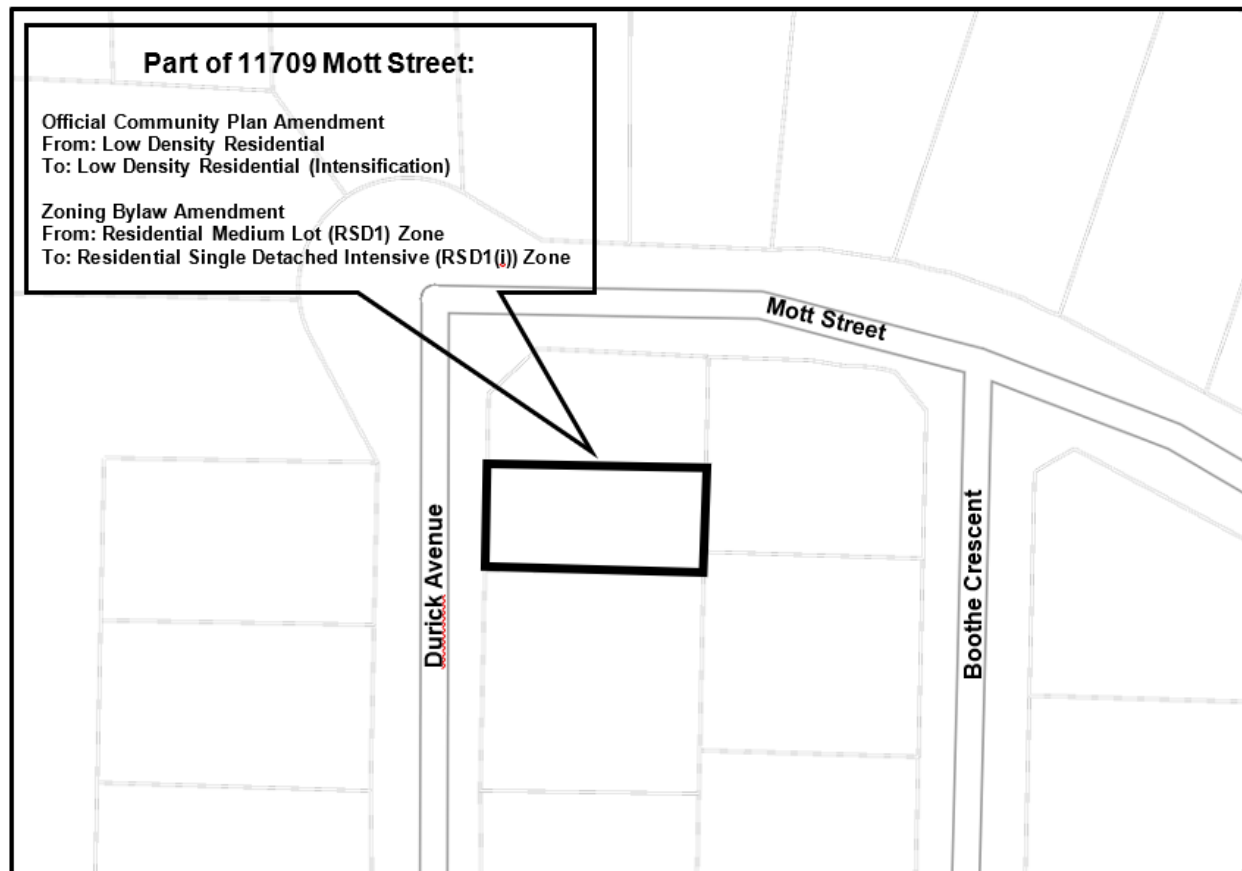 Part of 11709 Mott Street:
Official Community Plan Amendment
From: Low Density Residential
To: Low Density Residential (Intensification)
Zoning Bylaw Amendment
From: Residential Medium Lot (RSD1) Zone
To: Residential Single Detached Intensive (RSD1(i)) Zone
Mott Street
Durick Avenue
Boothe Crescent